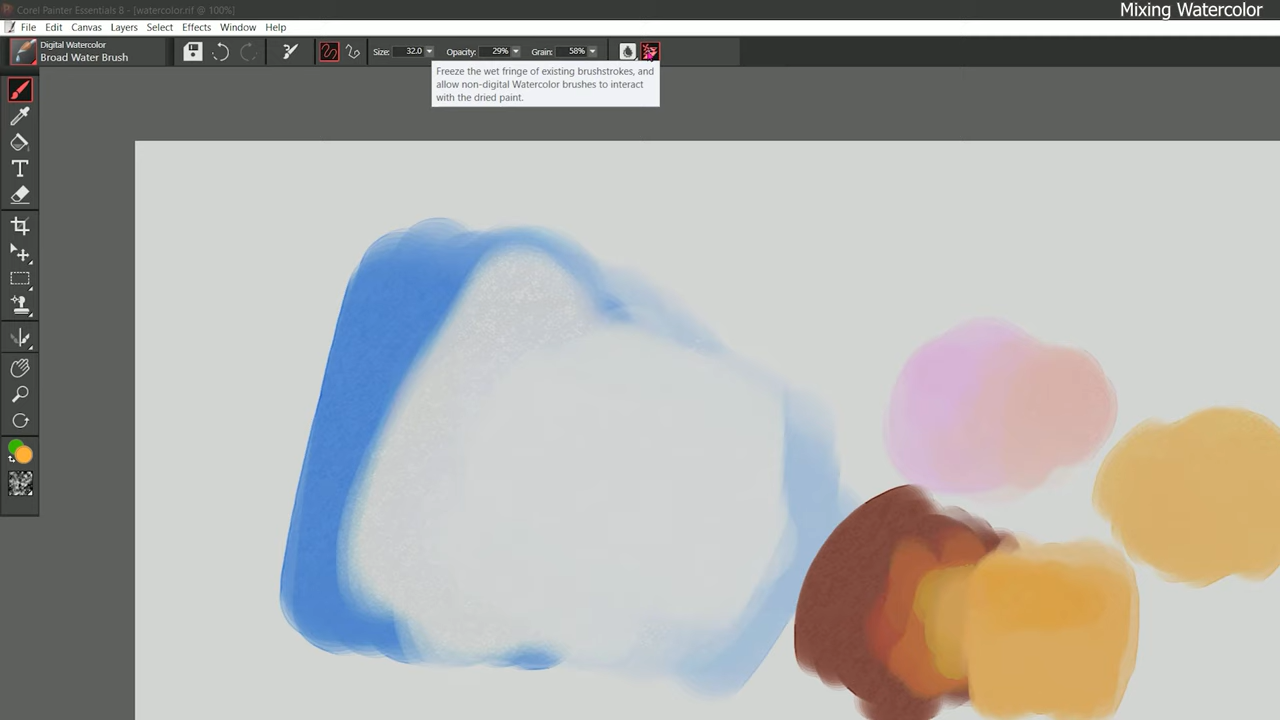 Corel Painter Essentials 8 - [watercolor.rif @ 100%]
Mixing Watercolor
File Edit Canvas Layers Select Effects Window Help
Digital Watercolor
Broad Water Brush
Size: 32.0 Opacity: 29% Grain: 58%
Freeze the wet fringe of existing brushstrokes, and
allow non-digital Watercolor brushes to interact
with the dried paint.
T